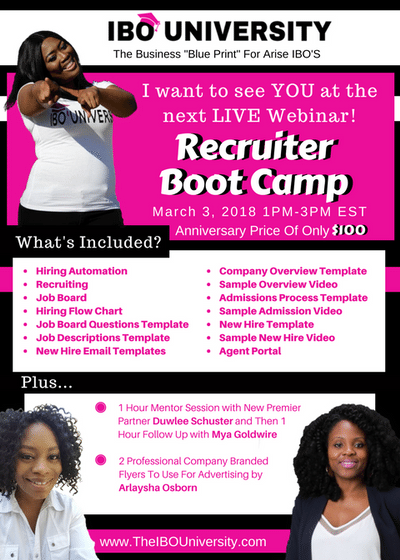 IBO UNIVERSITY
The Business "Blue Print" For Arise IBO'S
IBO UNIVERS
I want to see YOU at the
next LIVE Webinar!
Recruiter
Boot Camp
March 3, 2018 1PM-3PM EST
Anniversary Price Of Only $100
What's Included?
• Hiring Automation
• Recruiting
• Job Board
• Hiring Flow Chart
• Job Board Questions Template
• Job Descriptions Template
• New Hire Email Templates
• Company Overview Template
• Sample Overview Video
• Admissions Process Template
• Sample Admission Video
• New Hire Template
• Sample New Hire Video
• Agent Portal
Plus...
1 Hour Mentor Session with New Premier
Partner Duwlee Schuster and Then 1
Hour Follow Up with Mya Goldwire
2 Professional Company Branded
Flyers To Use For Advertising by
Arlaysha Osborn
www.TheIBOUniversity.com